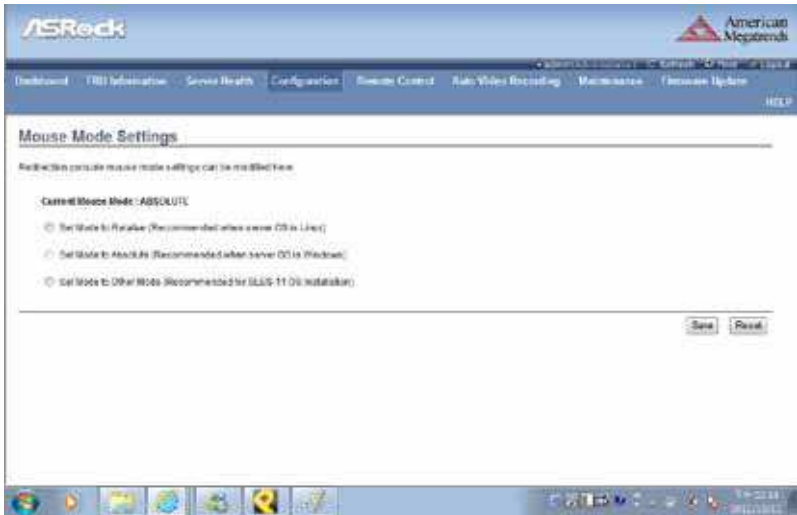 ASRock
American
Megatrends
Refresh Print Logout
Dashboard FRU Information Server Health Configuration Remote Control Auto Video Recording Maintenance Firmware Update
HELP
Mouse Mode Settings
Redirection console mouse mode settings can be modified here
Current Mouse Mode : ABSOLUTE
Set Mode to Relative (Recommended when server OS is Linux)
Set Mode to Absolute (Recommended when server OS is Windows)
Set Mode to Other Mode (Recommended for SLES-11 OS Installation)
Save Reset